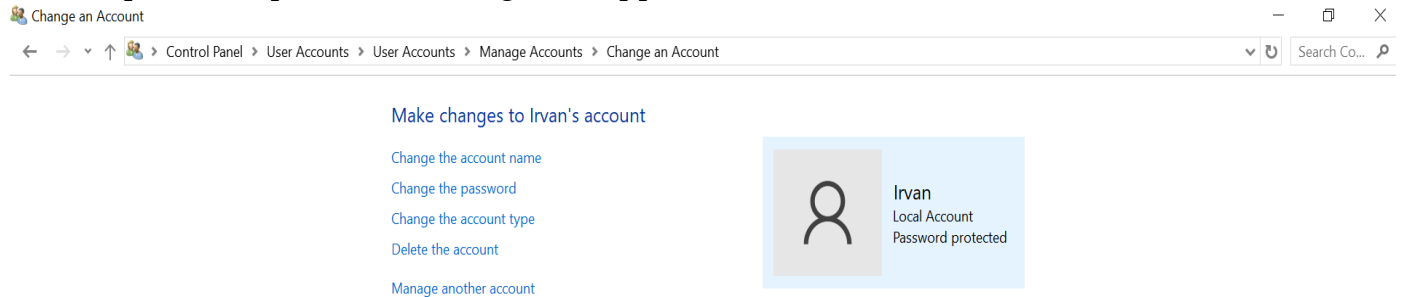 Change an Account
Control Panel > User Accounts > User Accounts > Manage Accounts > Change an Account
Search Co...
Make changes to Irvan's account
Change the account name
Change the password
Change the account type
Delete the account
Manage another account
Irvan
Local Account
Password protected